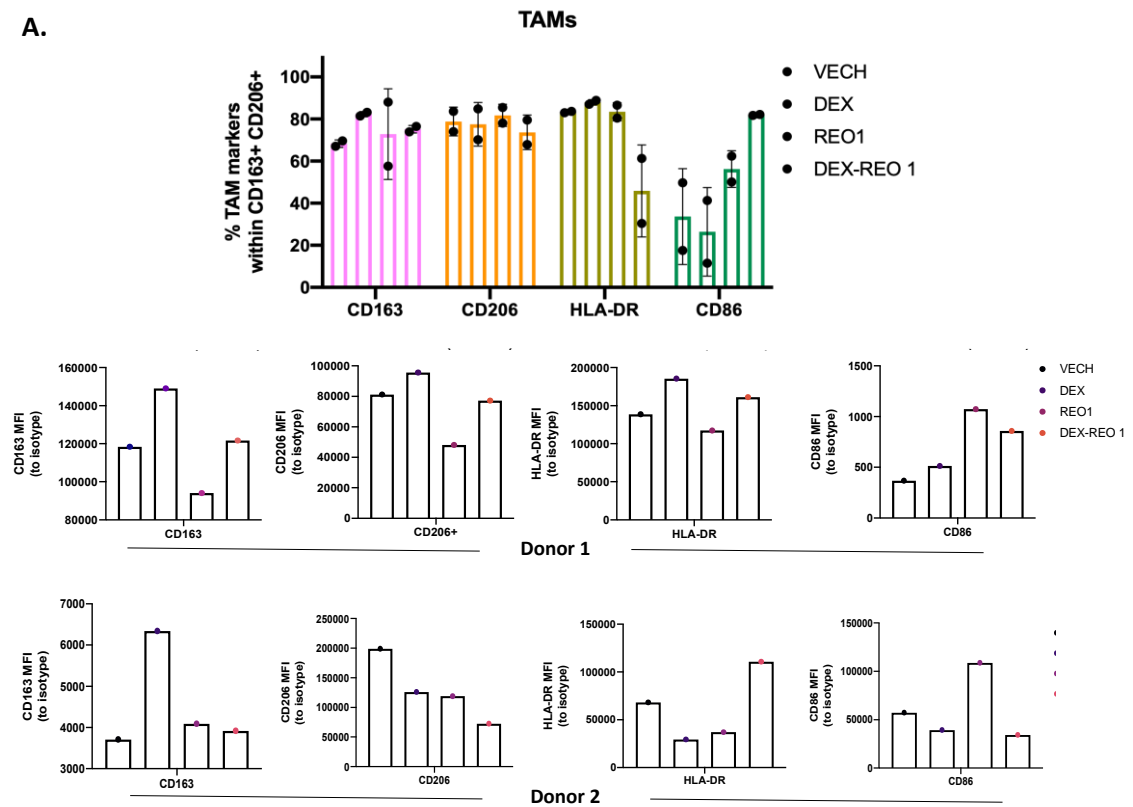 TAMs
A.
% TAM markers
within CD163+ CD206+
100
80
60
40
20
0
CD163
CD206
HLA-DR
CD86
VECH
DEX
REO1
DEX-REO 1
CD163 MFI
(to isotype)
160000
140000
120000
100000
80000
CD163
CD206 MFI
(to isotype)
100000
80000
60000
40000
20000
0
CD206+
HLA-DR MFI
(to isotype)
200000
150000
100000
50000
0
HLA-DR
CD86 MFI
(to isotype)
1500
1000
500
0
CD86
VECH
DEX
REO1
DEX-REO 1
Donor 1
CD163 MFI
(to isotype)
7000
6000
5000
4000
3000
CD163
CD206 MFI
(to isotype)
250000
200000
150000
100000
50000
0
CD206
HLA-DR MFI
(to isotype)
150000
100000
50000
0
HLA-DR
CD86 MFI
(to isotype)
150000
100000
50000
0
CD86
Donor 2